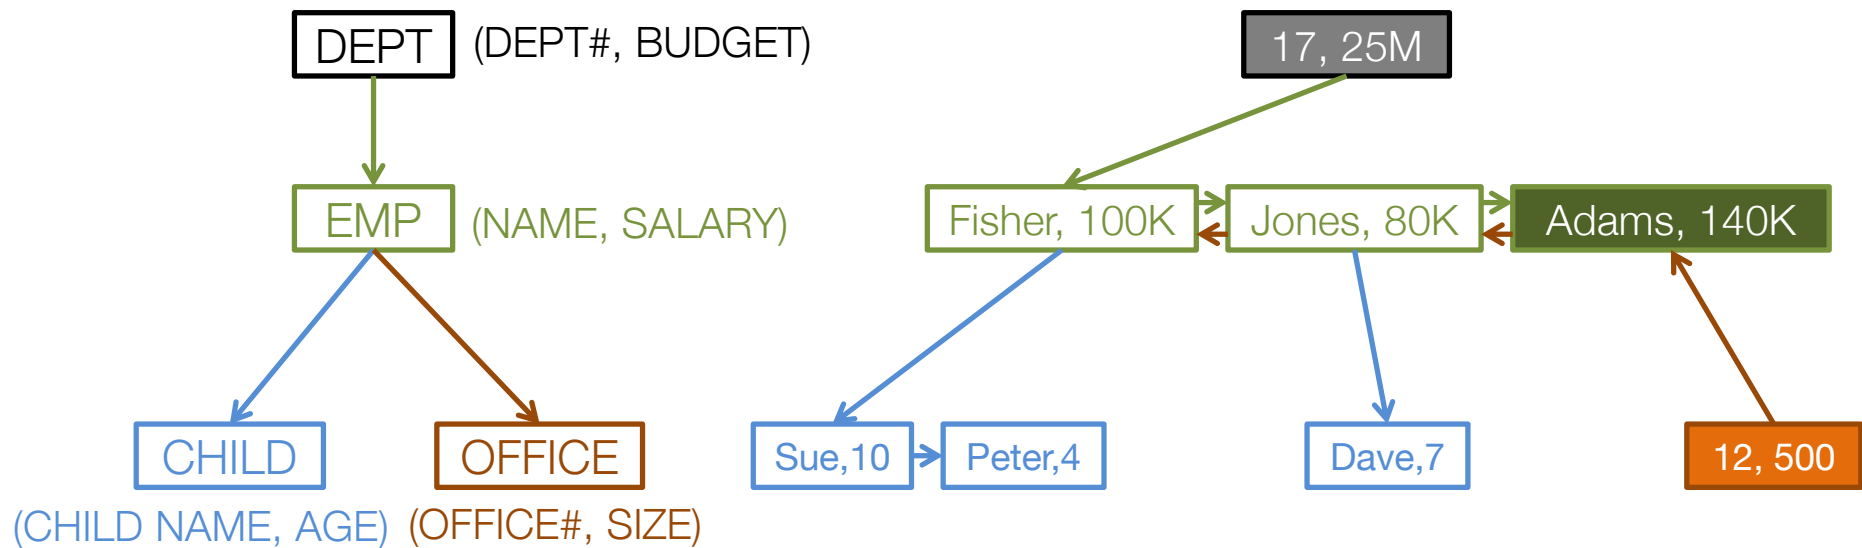 DEPT (DEPT#, BUDGET)
17, 25M
EMP (NAME, SALARY)
Fisher, 100K
Jones, 80K
Adams, 140K
CHILD
OFFICE
Sue,10
Peter,4
Dave,7
12, 500
(CHILD NAME, AGE) (OFFICE#, SIZE)